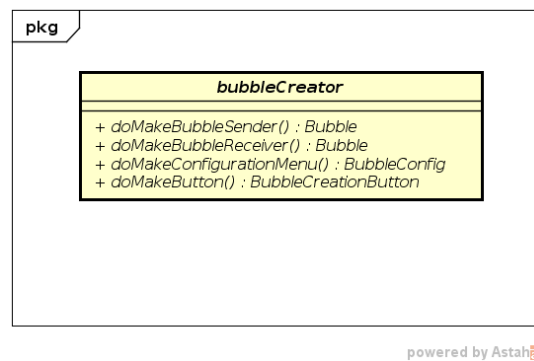 pkg
bubbleCreator
+ doMakeBubbleSender() : Bubble
+ doMakeBubbleReceiver() : Bubble
+ doMakeConfigurationMenu() : BubbleConfig
+ doMakeButton() : BubbleCreationButton
powered by Astah